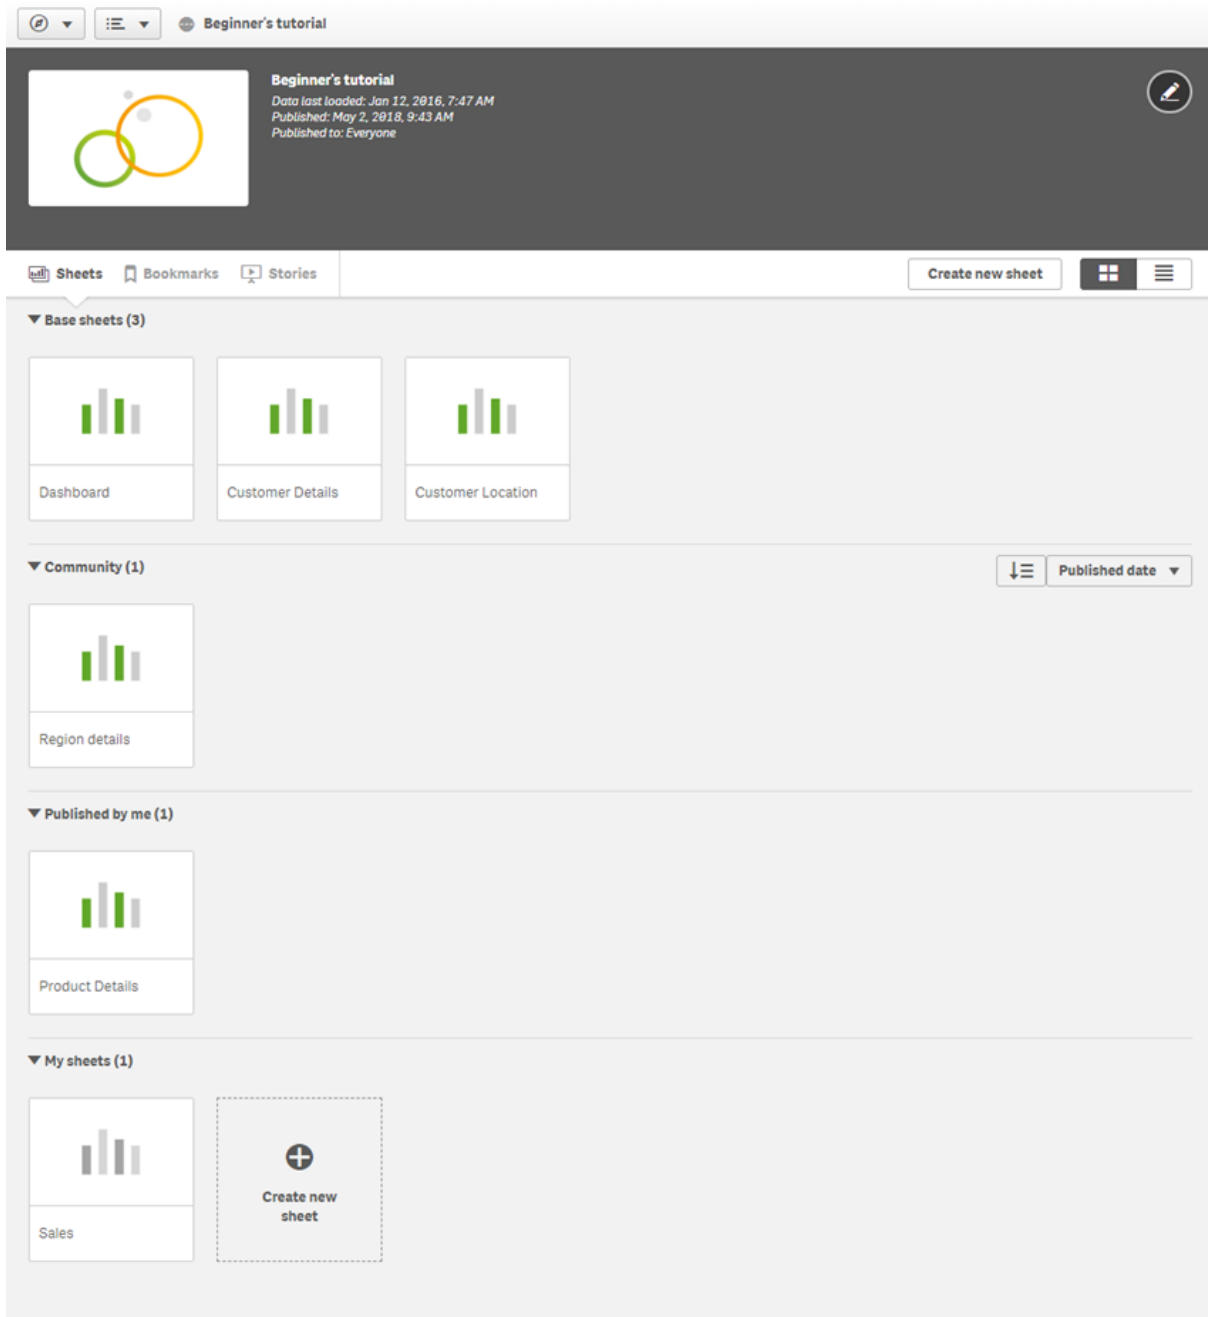 Beginner's tutorial
Beginner's tutorial
Data last loaded: Jan 12, 2016, 7:47 AM
Published: May 2, 2018, 9:43 AM
Published to: Everyone
Sheets Bookmarks Stories Create new sheet
Base sheets (3)
Dashboard Customer Details Customer Location
Community (1) Published date
Region details
Published by me (1)
Product Details
My sheets (1)
Create new
sheet
Sales